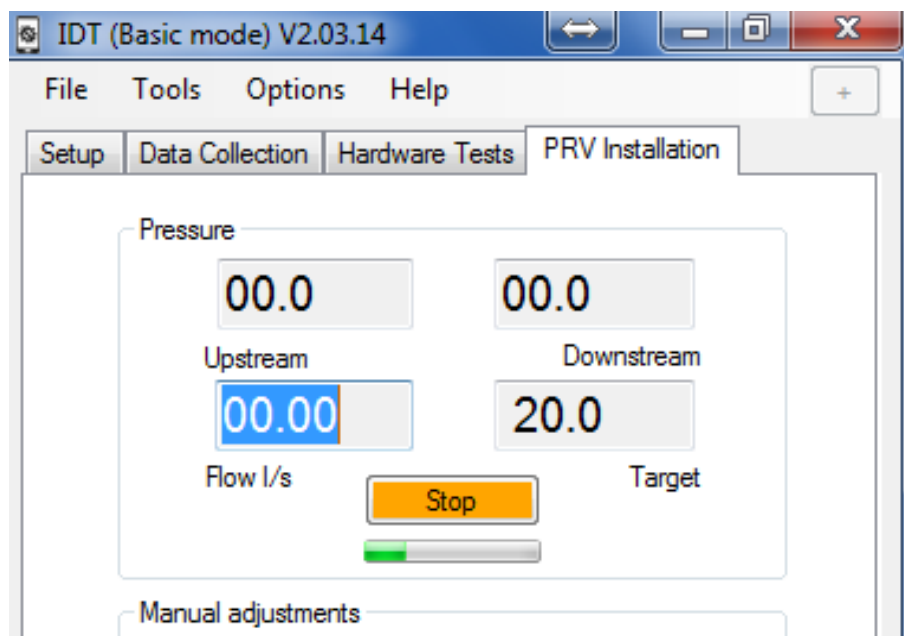 IDT (Basic mode) V2.03.14
File Tools Options Help
+
Setup Data Collection Hardware Tests PRV Installation
Pressure
00.0 00.0
Upstream Downstream
00.00 20.0
Flow l/s Target
Stop
Manual adjustments